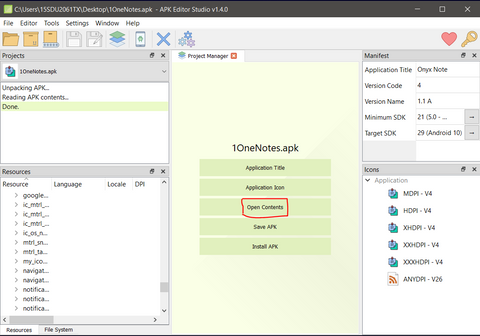 C:\Users\15SDU2061TX\Desktop\1OneNotes.apk - APK Editor Studio v1.4.0
File Editor Tools Settings Window Help
Projects
1OneNotes.apk
Unpacking APK...
Reading APK contents...
Done.
Resources
Resource Language Locale DPI
google...
ic_mtrl_...
ic_mtrl_...
ic_mtrl_...
ic_os_n...
mtrl_sn...
mtrl_ta...
my_ico...
navigat...
navigat...
notifica...
notifica...
Resources File System
Project Manager
1OneNotes.apk
Application Title
Application Icon
Open Contents
Save APK
Install APK
Manifest
Application Title Onyx Note
Version Code 4
Version Name 1.1 A
Minimum SDK 21 (5.0 - ...
Target SDK 29 (Android 10)
Icons
Application
MDPI - V4
HDPI - V4
XHDPI - V4
XXHDPI - V4
XXXHDPI - V4
ANYDPI - V26